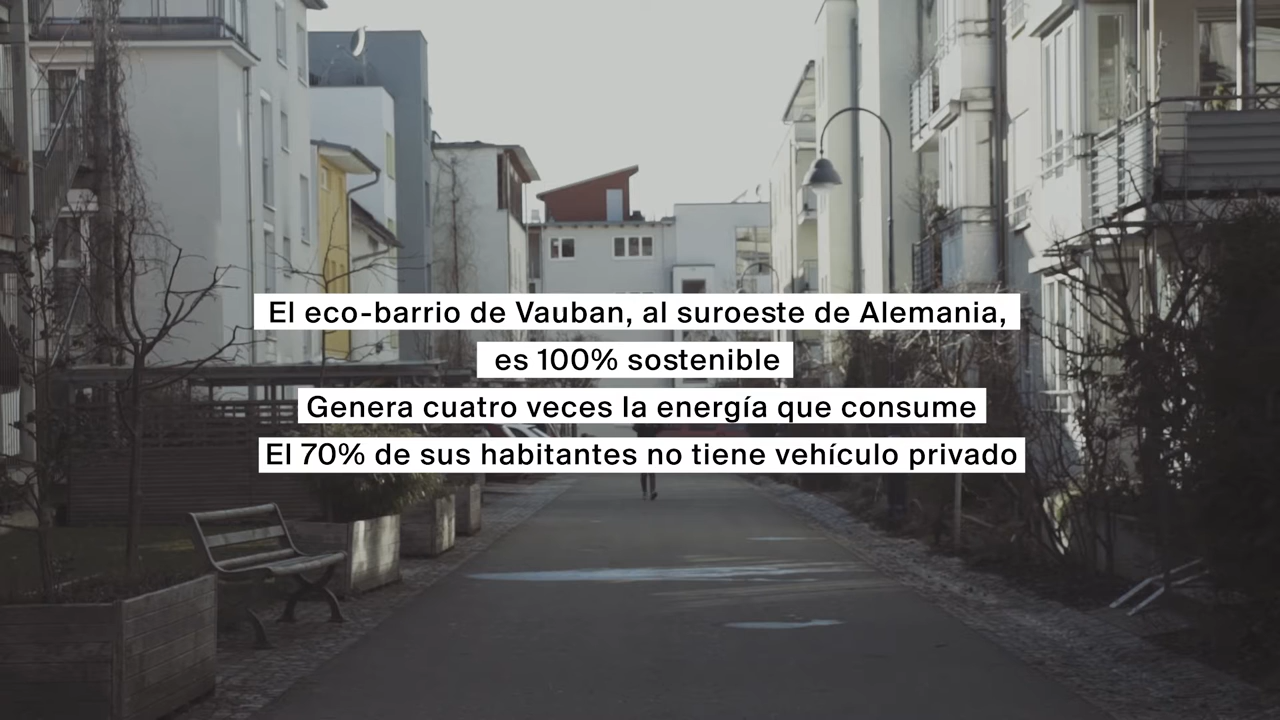 El eco-barrio de Vauban, al suroeste de Alemania,
es 100% sostenible
Genera cuatro veces la energía que consume
El 70% de sus habitantes no tiene vehículo privado